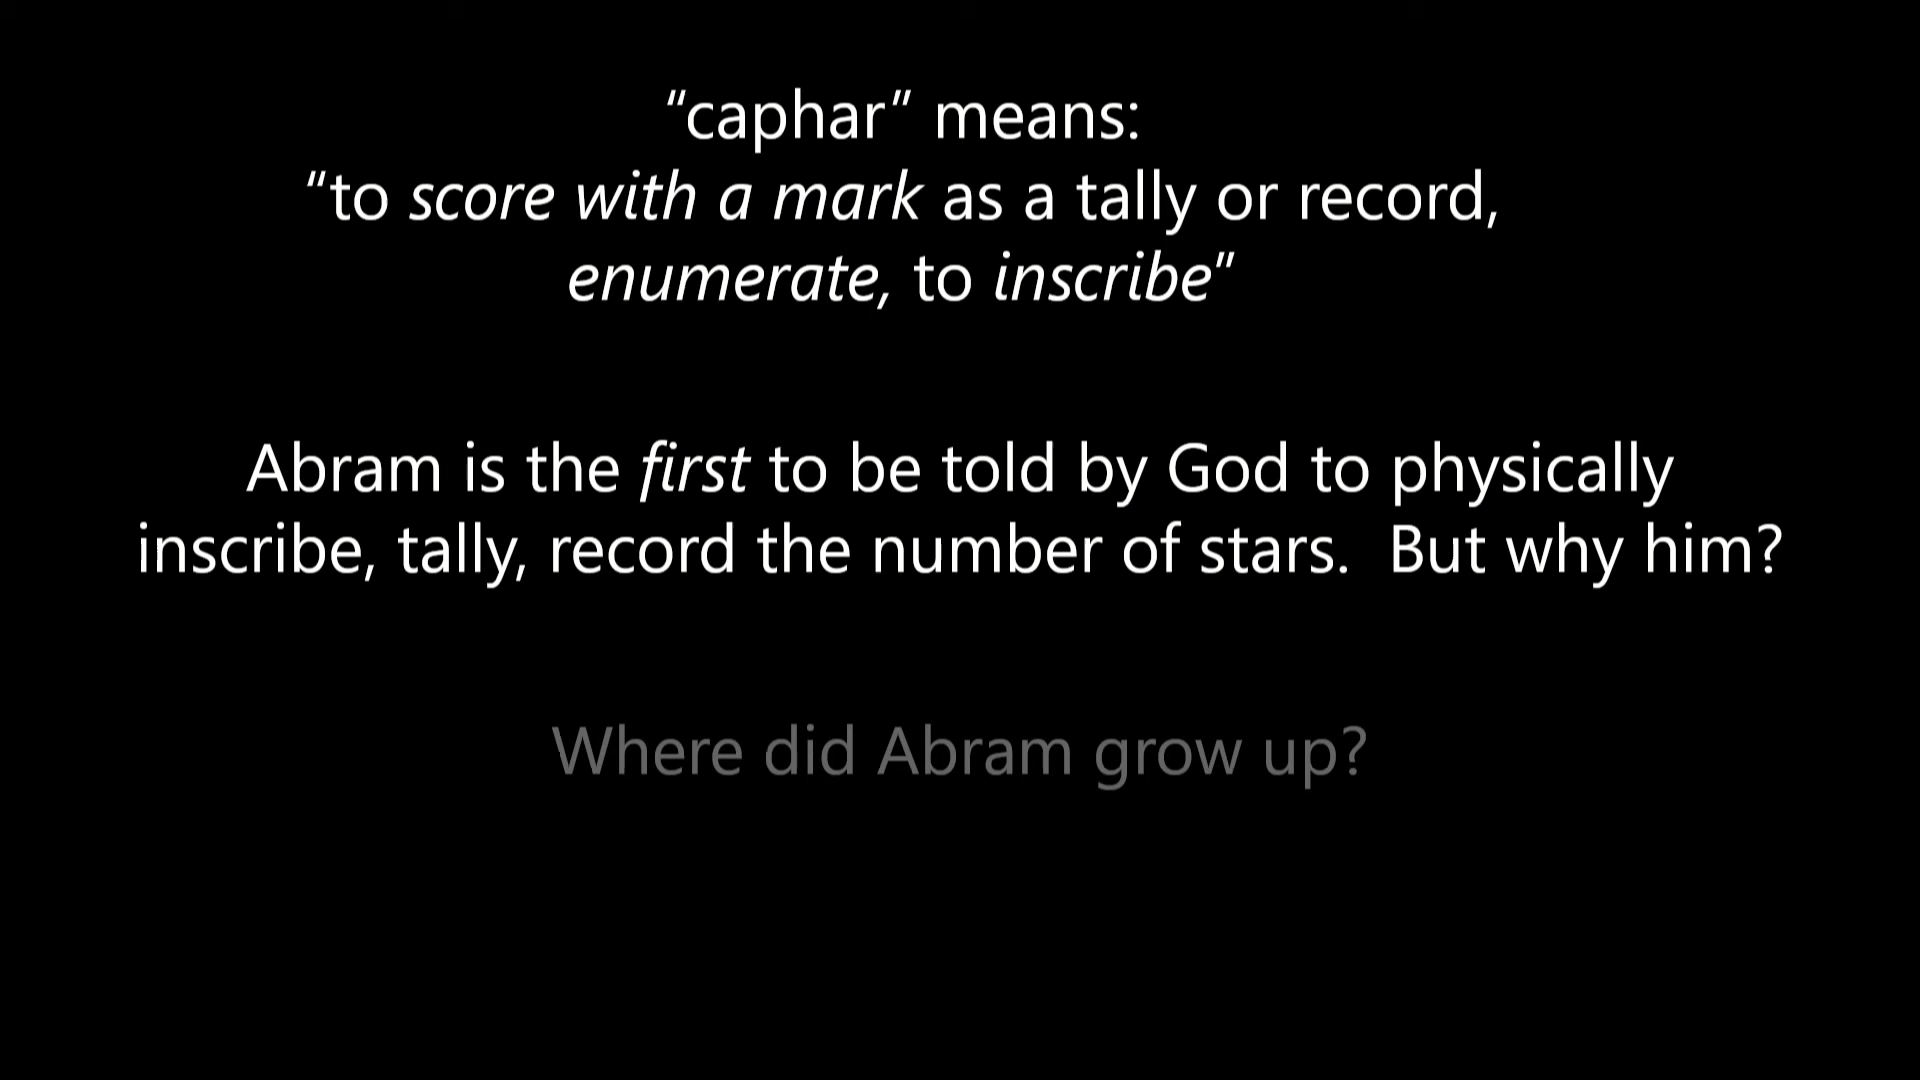 “caphar” means:
“to score with a mark as a tally or record,
enumerate, to inscribe”
Abram is the first to be told by God to physically
inscribe, tally, record the number of stars.  But why him?
Where did Abram grow up?